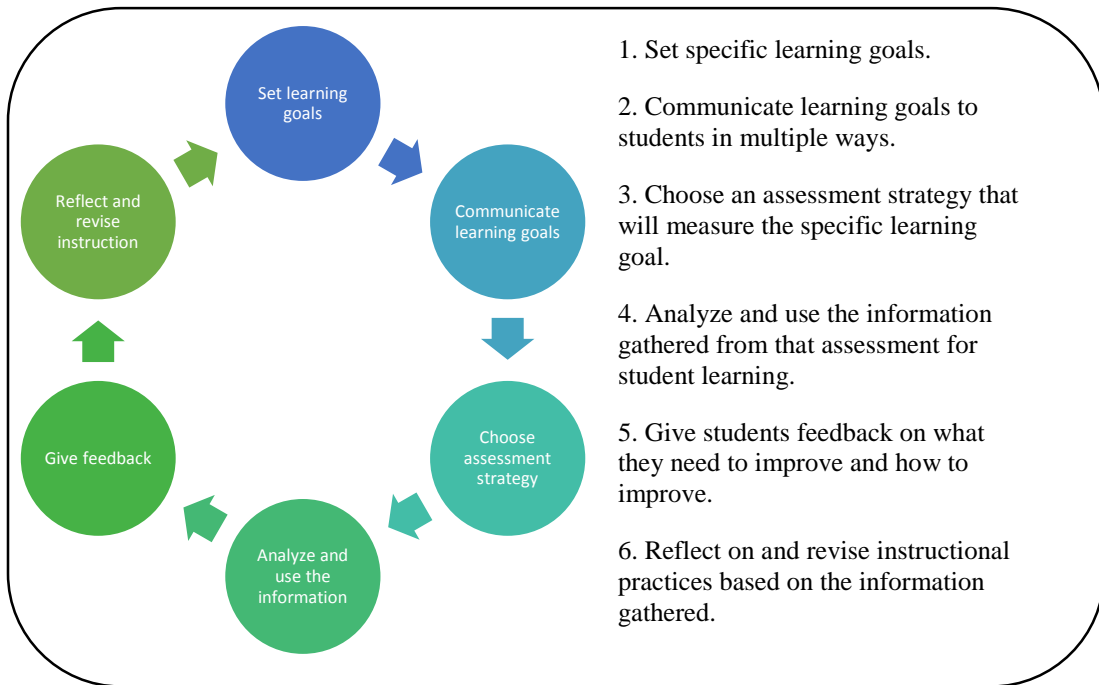 Set learning
goals
Communicate
learning goals
Choose
assessment
strategy
Analyze and
use the
information
Give feedback
Reflect and
revise
instruction
1. Set specific learning goals.
2. Communicate learning goals to
students in multiple ways.
3. Choose an assessment strategy that
will measure the specific learning
goal.
4. Analyze and use the information
gathered from that assessment for
student learning.
5. Give students feedback on what
they need to improve and how to
improve.
6. Reflect on and revise instructional
practices based on the information
gathered.